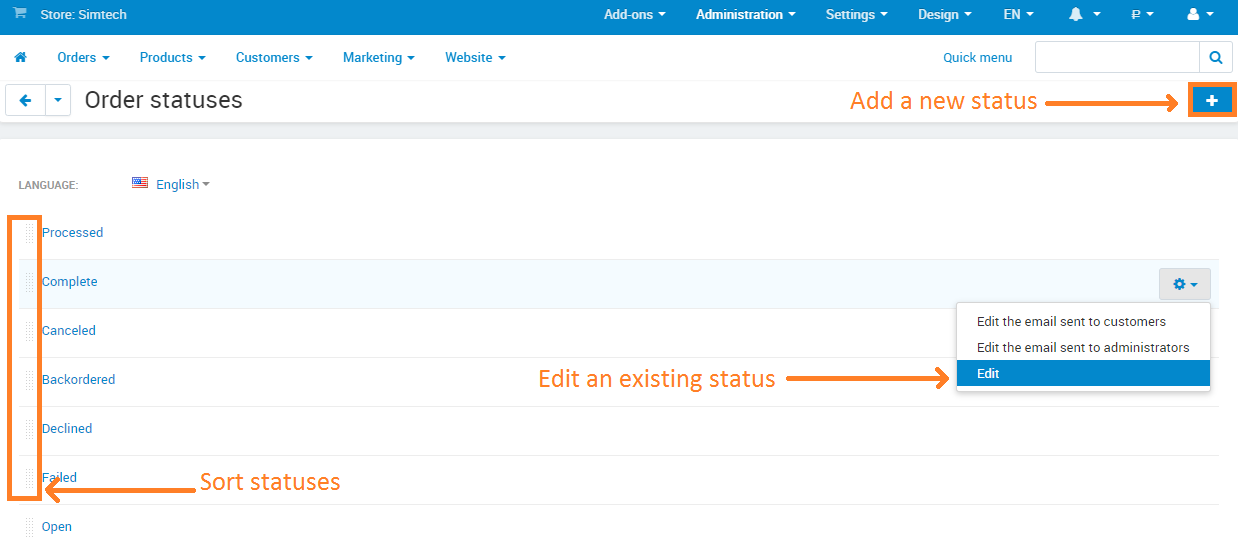 Store: Simtech Add-ons Administration Settings Design EN ₽
Orders Products Customers Marketing Website Quick menu
Order statuses Add a new status
LANGUAGE: English
Processed
Complete
Edit the email sent to customers
Canceled
Edit the email sent to administrators
Edit
Backordered Edit an existing status
Declined
Failed Sort statuses
Open